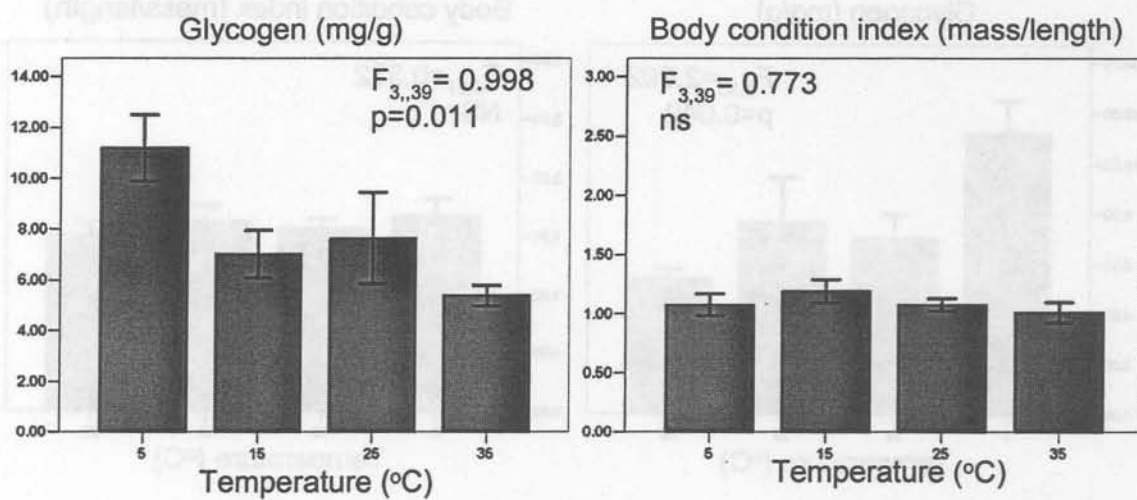 Glycogen (mg/g)
14.00
12.00
10.00
8.00
6.00
4.00
2.00
0.00
F3,,39= 0.998
p=0.011
5 15 25 35
Temperature (oC)
Body condition index (mass/length)
3.00
2.50
2.00
1.50
1.00
0.50
0.00
F3,39= 0.773
ns
5 15 25 35
Temperature (oC)